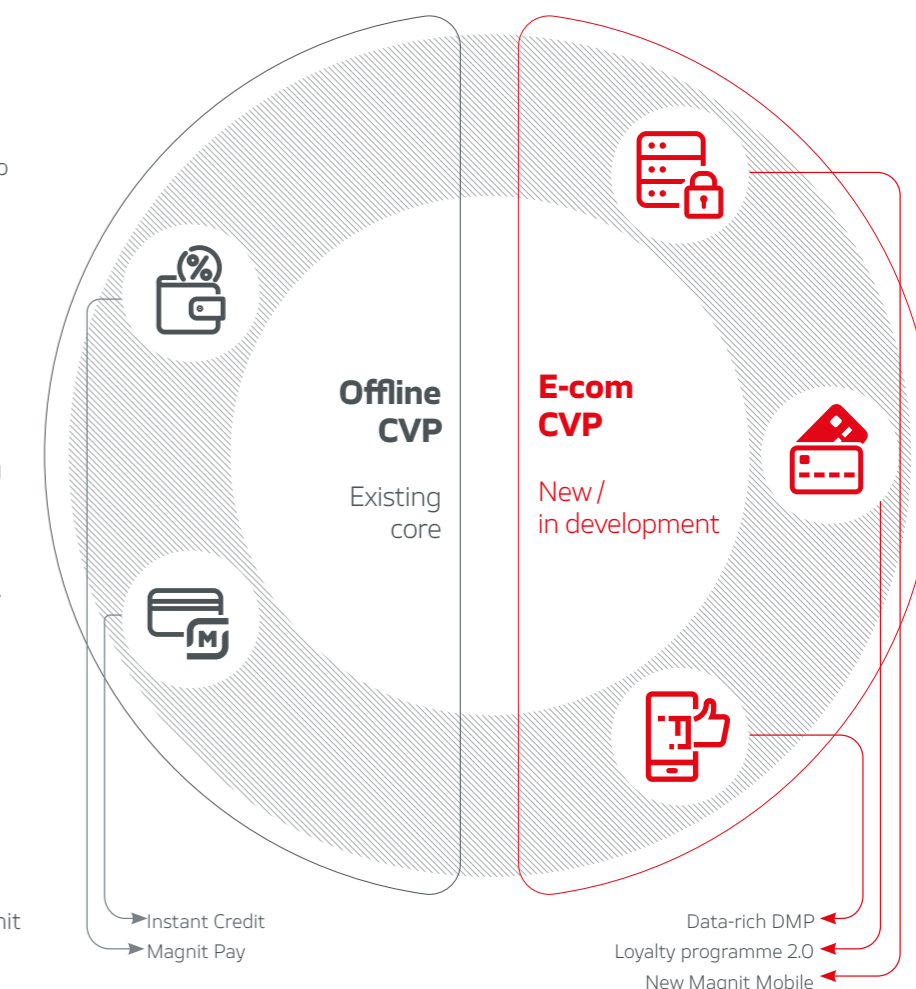 Offline
CVP
Existing
core
E-com
CVP
New /
in development
M
Instant Credit
Magnit Pay
Data-rich DMP
Loyalty programme 2.0
New Magnit Mobile